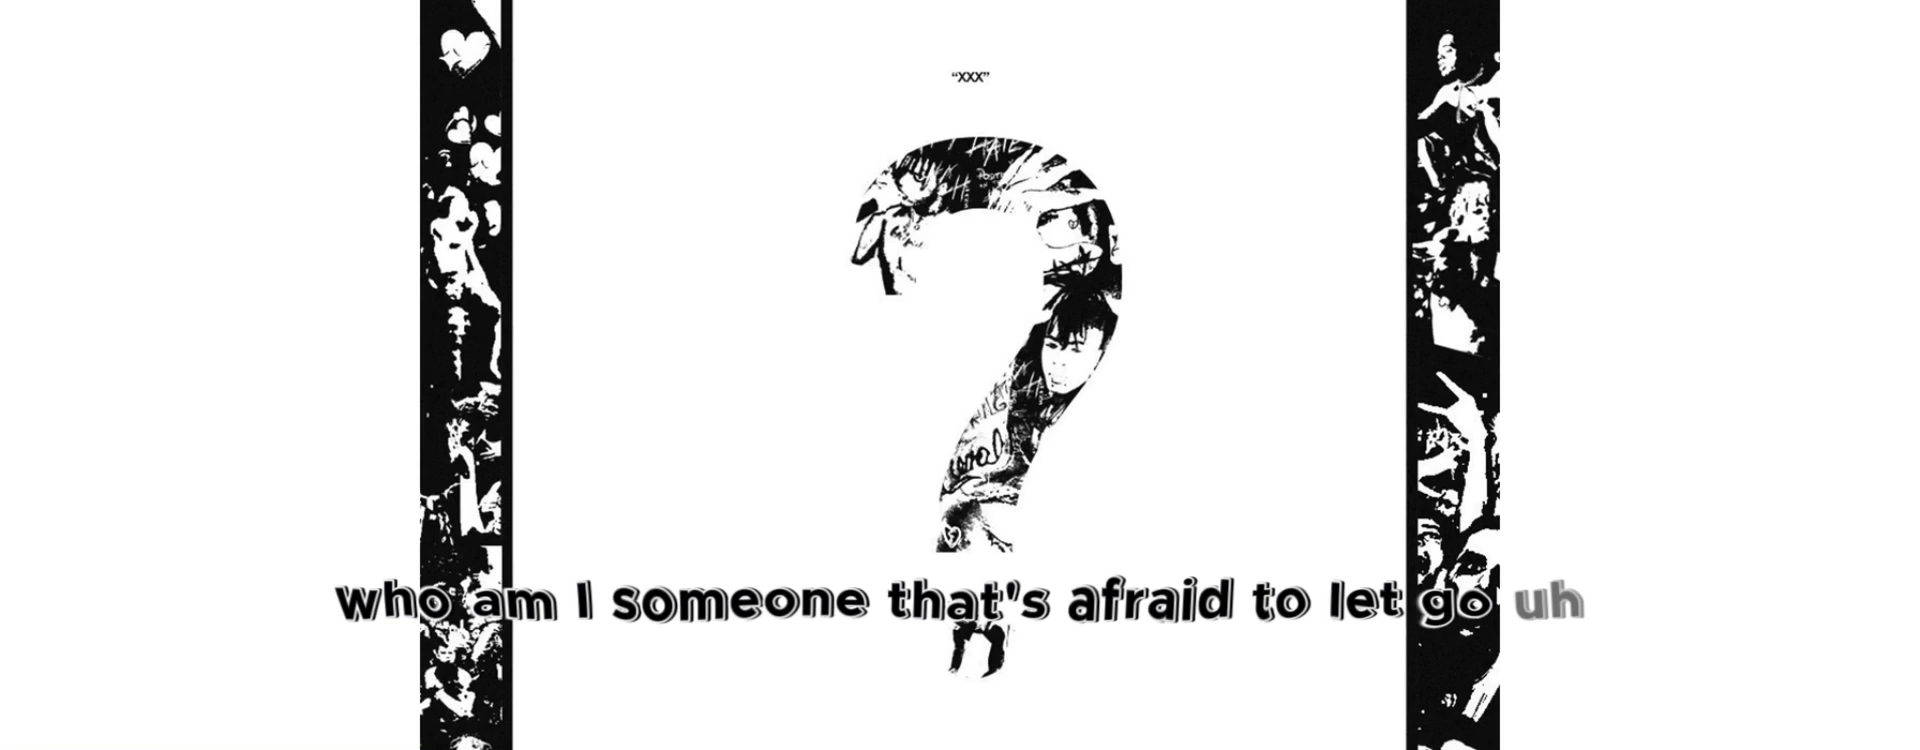 “XXX”
who am I someone that's afraid to let go uh